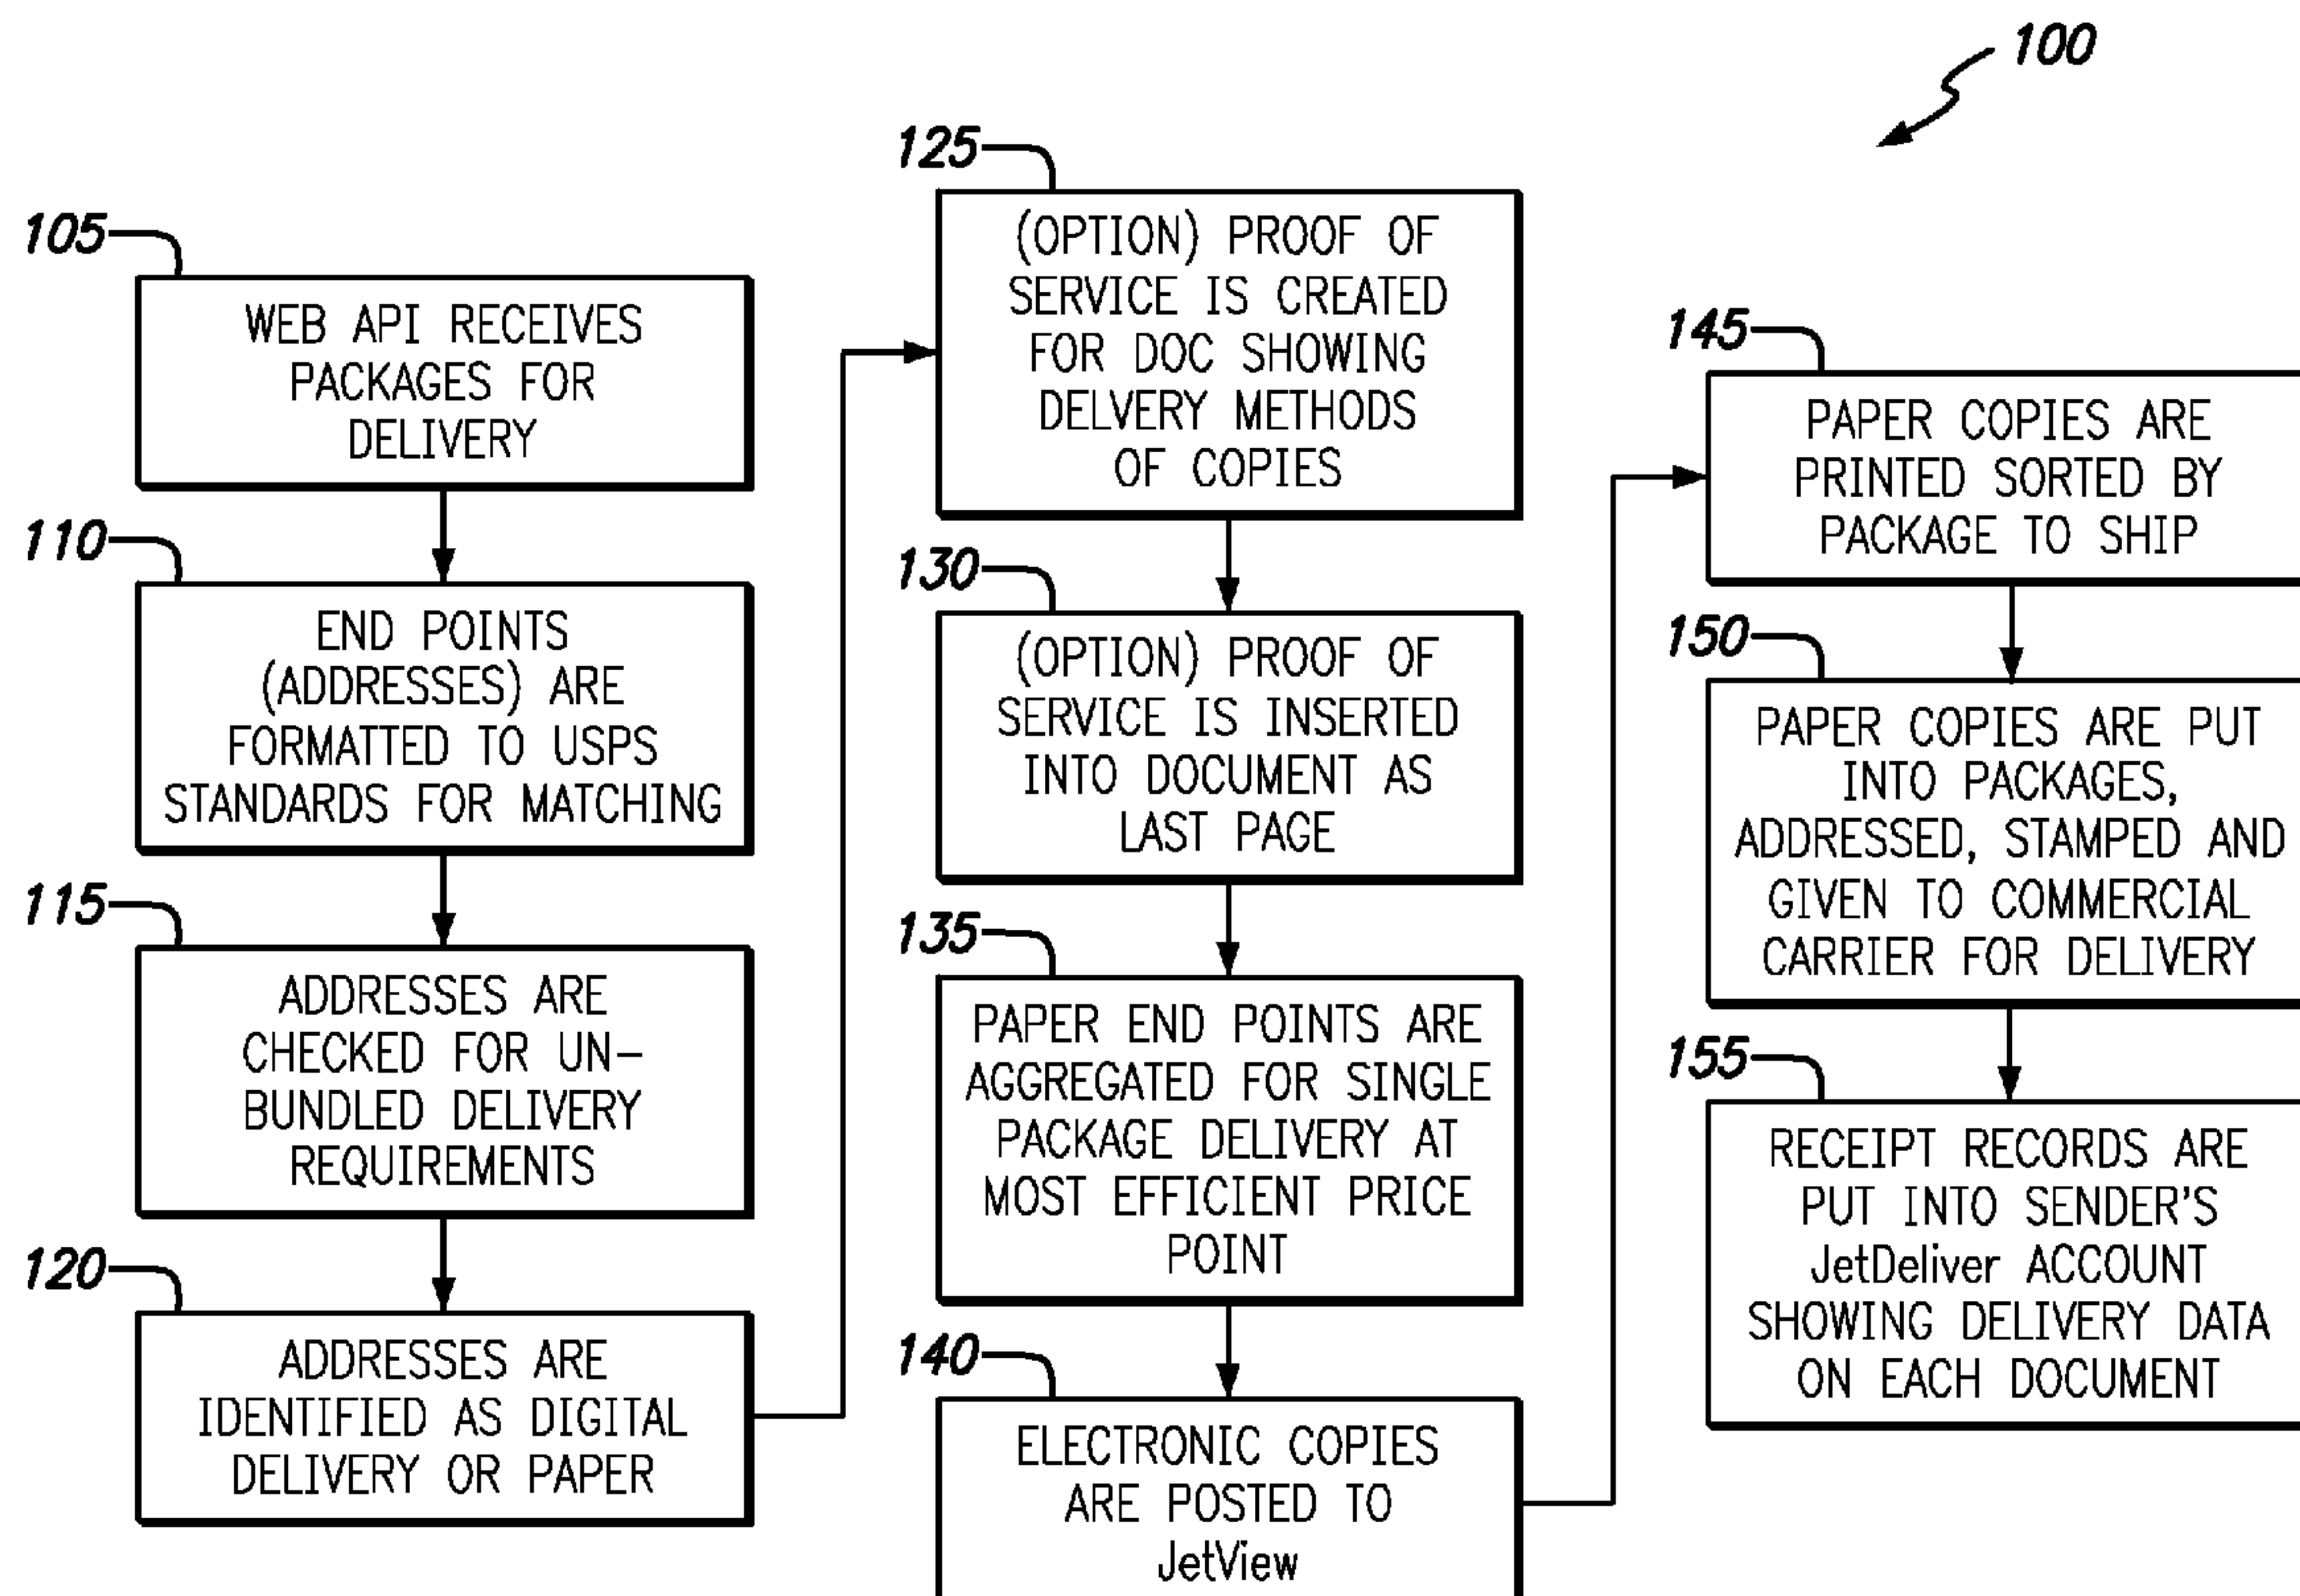 100
105
WEB API RECEIVES
PACKAGES FOR
DELIVERY
110
END POINTS
(ADDRESSES) ARE
FORMATTED TO USPS
STANDARDS FOR MATCHING
115
ADDRESSES ARE
CHECKED FOR UN-
BUNDLED DELIVERY
REQUIREMENTS
120
ADDRESSES ARE
IDENTIFIED AS DIGITAL
DELIVERY OR PAPER
125
(OPTION) PROOF OF
SERVICE IS CREATED
FOR DOC SHOWING
DELVERY METHODS
OF COPIES
130
(OPTION) PROOF OF
SERVICE IS INSERTED
INTO DOCUMENT AS
LAST PAGE
135
PAPER END POINTS ARE
AGGREGATED FOR SINGLE
PACKAGE DELIVERY AT
MOST EFFICIENT PRICE
POINT
140
ELECTRONIC COPIES
ARE POSTED TO
JetView
145
PAPER COPIES ARE
PRINTED SORTED BY
PACKAGE TO SHIP
150
PAPER COPIES ARE PUT
INTO PACKAGES,
ADDRESSED, STAMPED AND
GIVEN TO COMMERCIAL
CARRIER FOR DELIVERY
155
RECEIPT RECORDS ARE
PUT INTO SENDER'S
JetDeliver ACCOUNT
SHOWING DELIVERY DATA
ON EACH DOCUMENT